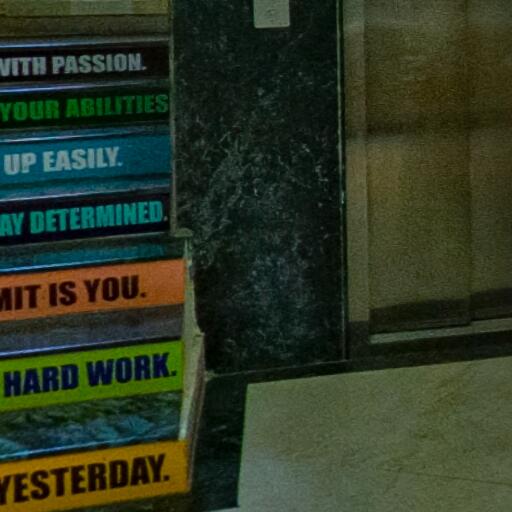 WITH PASSION.
YOUR ABILITIES
UP EASILY.
AY DETERMINED.
MIT IS YOU.
HARD WORK.
YESTERDAY.